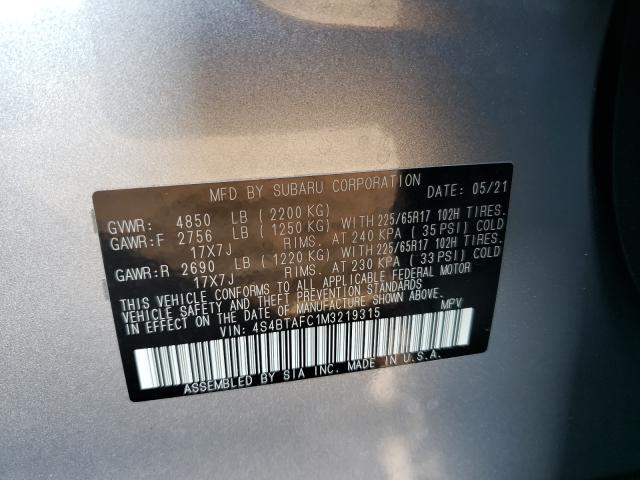 MFD BY SUBARU CORPORATION DATE: 05/21
GVWR: 4850 LB (2200 KG)
GAWR:F 2756 LB (1250 KG) WITH 225/65R17 102H TIRES.
17X7J RIMS. AT 240 KPA (35 PSI) COLD
GAWR:R 2690 LB (1220 KG) WITH 225/65R17 102H TIRES.
17X7J RIMS. AT 230 KPA (33 PSI) COLD
THIS VEHICLE CONFORMS TO ALL APPLICABLE FEDERAL MOTOR
VEHICLE SAFETY, BUMPER, AND THEFT PREVENTION STANDARDS
IN EFFECT ON THE DATE OF MANUFACTURE SHOWN ABOVE.
VIN: 4S4BTAFC1M3219315 MPV
ASSEMBLED BY SIA INC. MADE IN U.S.A.